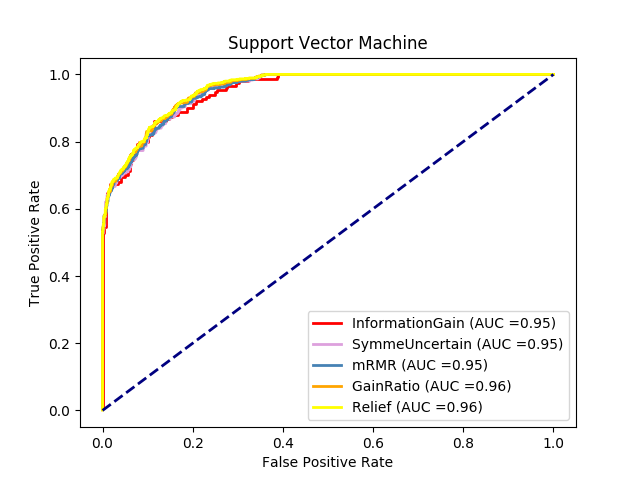 Support Vector Machine
True Positive Rate
1.0
0.8
0.6
0.4
0.2
0.0
InformationGain (AUC =0.95)
SymmeUncertain (AUC =0.95)
mRMR (AUC =0.95)
GainRatio (AUC =0.96)
Relief (AUC =0.96)
0.0 0.2 0.4 0.6 0.8 1.0
False Positive Rate